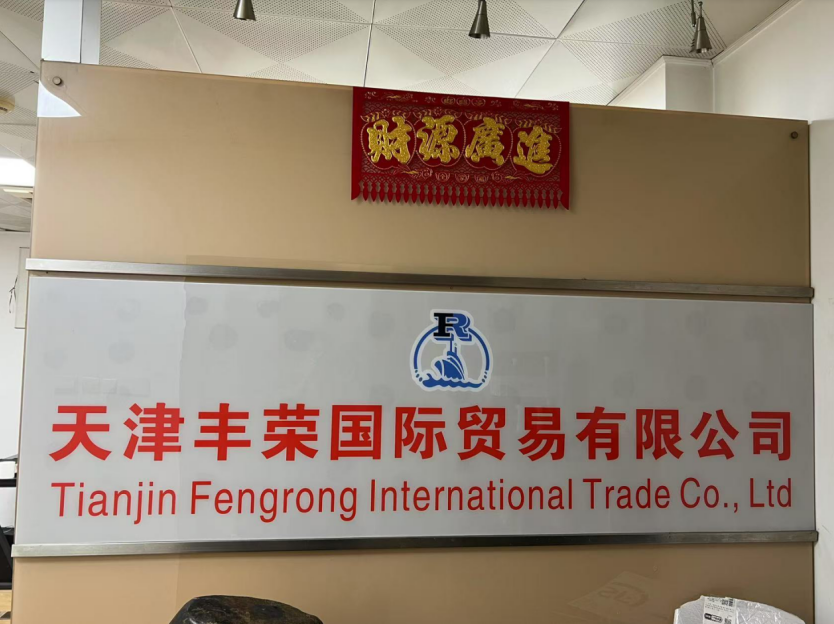 財源廣進
R
天津丰荣国际贸易有限公司
Tianjin Fengrong International Trade Co., Ltd